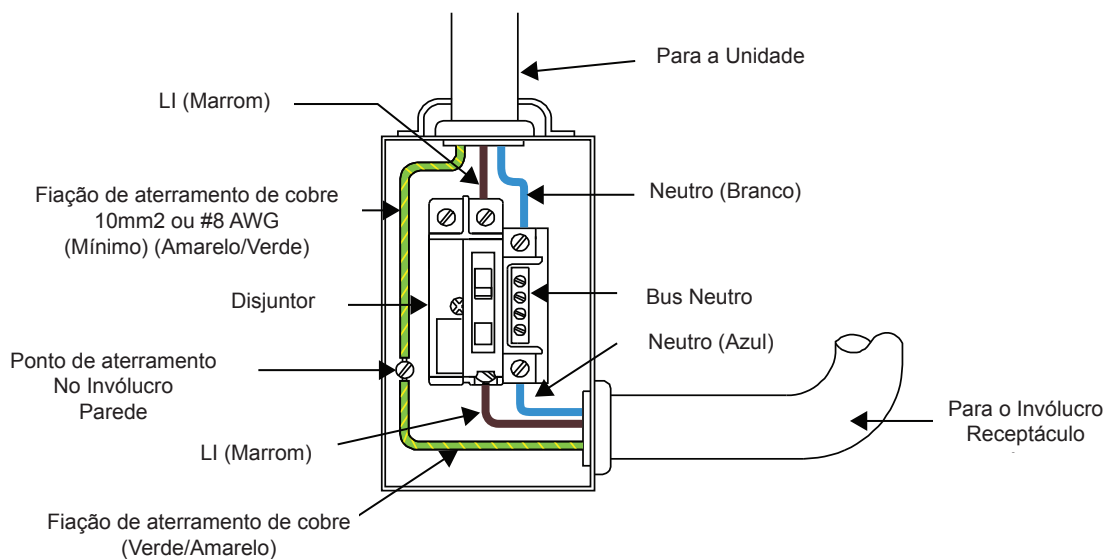 Para a Unidade
LI (Marrom)
Fiação de aterramento de cobre
10mm2 ou #8 AWG
(Mínimo) (Amarelo/Verde)
Neutro (Branco)
Disjuntor
Bus Neutro
Neutro (Azul)
Ponto de aterramento
No Invólucro
Parede
Para o Invólucro
Receptáculo
LI (Marrom)
Fiação de aterramento de cobre
(Verde/Amarelo)